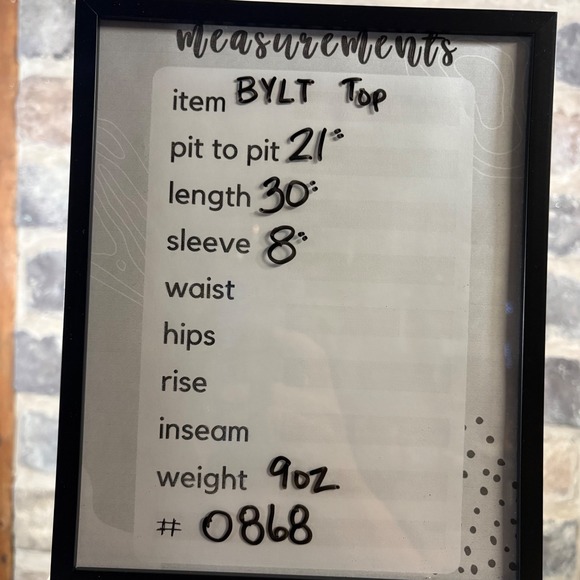 measurements
item BYLT Top
pit to pit 21"
length 30"
sleeve 8"
waist
hips
rise
inseam
weight 9oz
# 0868